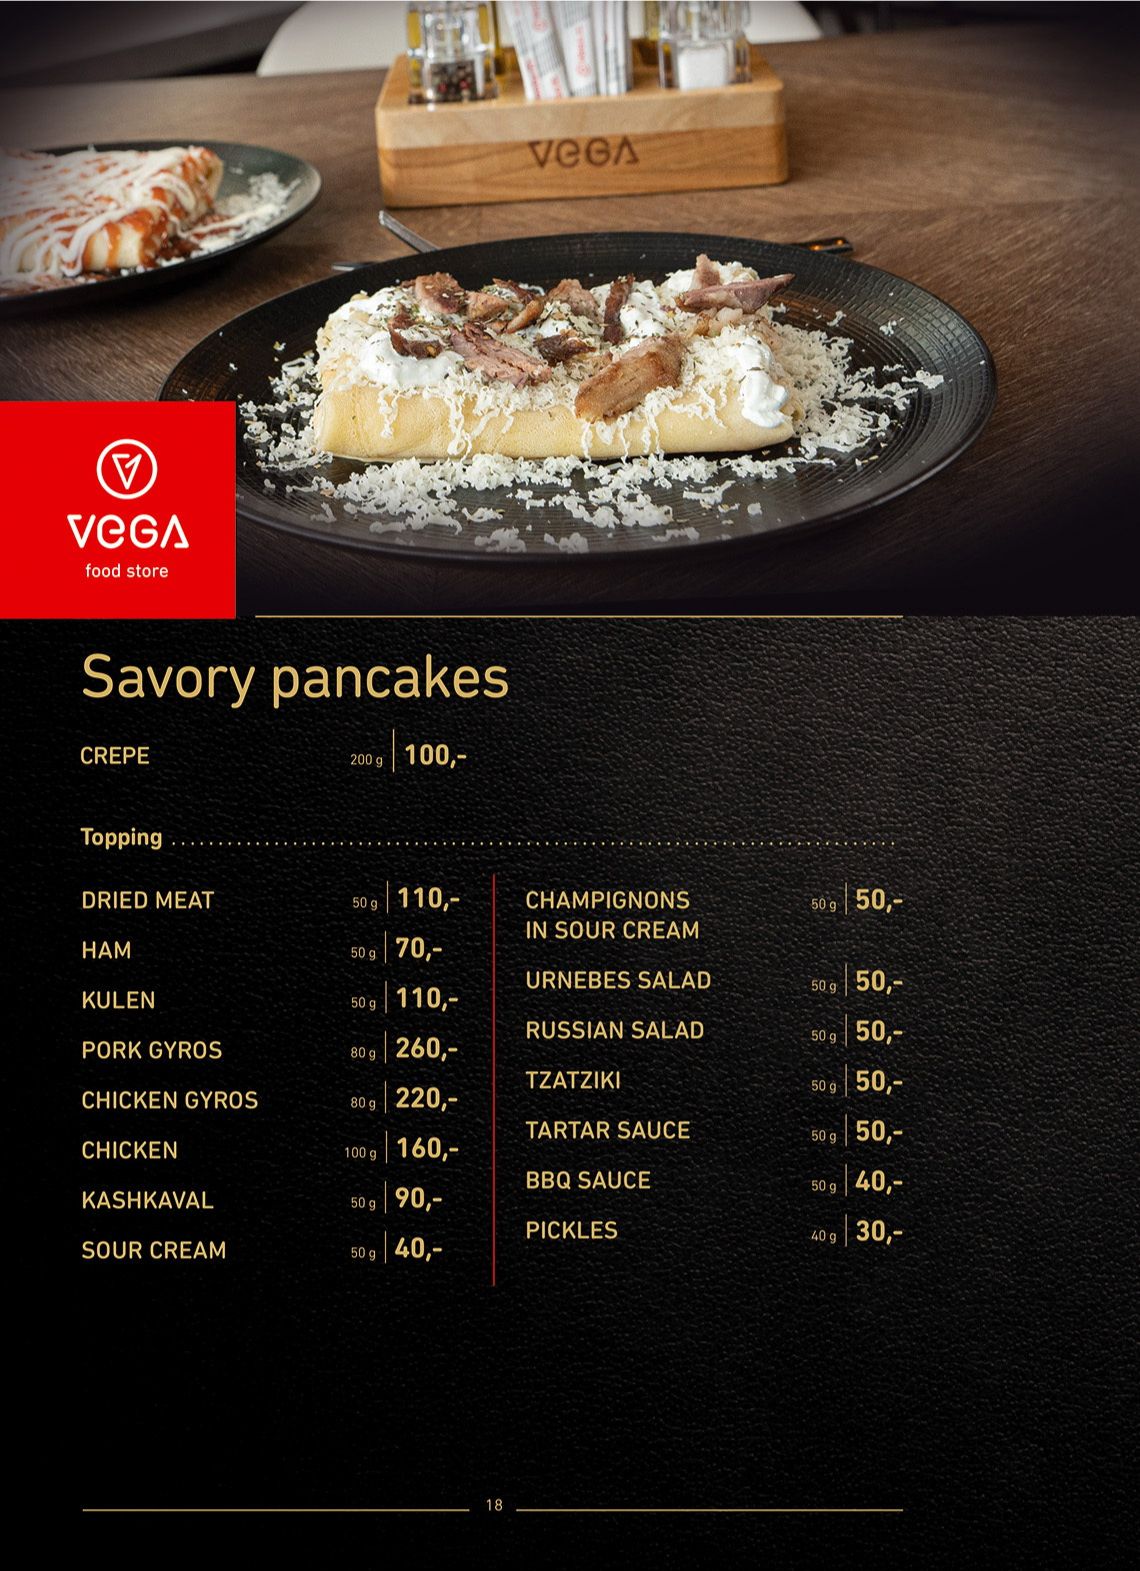 VEGA
VEGA
food store
Savory pancakes
CREPE 200 g 100,-
Topping
DRIED MEAT 50 g 110,-
HAM 50 g 70,-
KULEN 50 g 110,-
PORK GYROS 80 g 260,-
CHICKEN GYROS 80 g 220,-
CHICKEN 100 g 160,-
KASHKAVAL 50 g 90,-
SOUR CREAM 50 g 40,-
CHAMPIGNONS 50 g 50,-
IN SOUR CREAM
URNEBES SALAD 50 g 50,-
RUSSIAN SALAD 50 g 50,-
TZATZIKI 50 g 50,-
TARTAR SAUCE 50 g 50,-
BBQ SAUCE 50 g 40,-
PICKLES 40 g 30,-
18